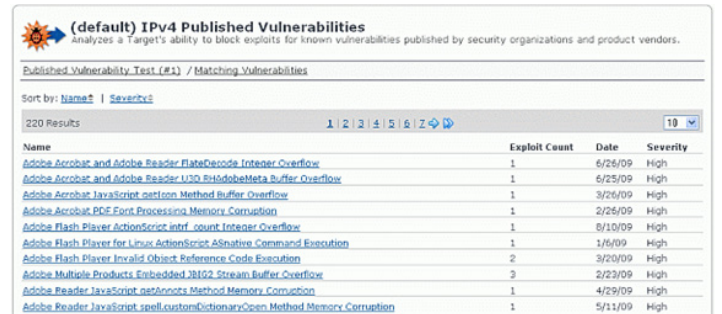 (default) IPv4 Published Vulnerabilities
Analyzes a Target's ability to block exploits for known vulnerabilities published by security organizations and product vendors.
Published Vulnerability Test (#1) / Matching Vulnerabilities
Sort by: Name | Severity
220 Results 1 | 2 | 3 | 4 | 5 | 6 | 7 10
Name Exploit Count Date Severity
Adobe Acrobat and Adobe Reader FlateDecode Integer Overflow 1 6/26/09 High
Adobe Acrobat and Adobe Reader U3D RHAdobeMeta Buffer Overflow 1 6/25/09 High
Adobe Acrobat JavaScript getIcon Method Buffer Overflow 1 3/26/09 High
Adobe Acrobat PDF Font Processing Memory Corruption 1 2/26/09 High
Adobe Flash Player ActionScript intrf_count Integer Overflow 1 8/10/09 High
Adobe Flash Player for Linux ActionScript ASnative Command Execution 1 1/6/09 High
Adobe Flash Player Invalid Object Reference Code Execution 2 3/20/09 High
Adobe Multiple Products Embedded JBIG2 Stream Buffer Overflow 3 2/23/09 High
Adobe Reader JavaScript getAnnots Method Memory Corruption 1 4/29/09 High
Adobe Reader JavaScript spell.customDictionaryOpen Method Memory Corruption 1 5/11/09 High